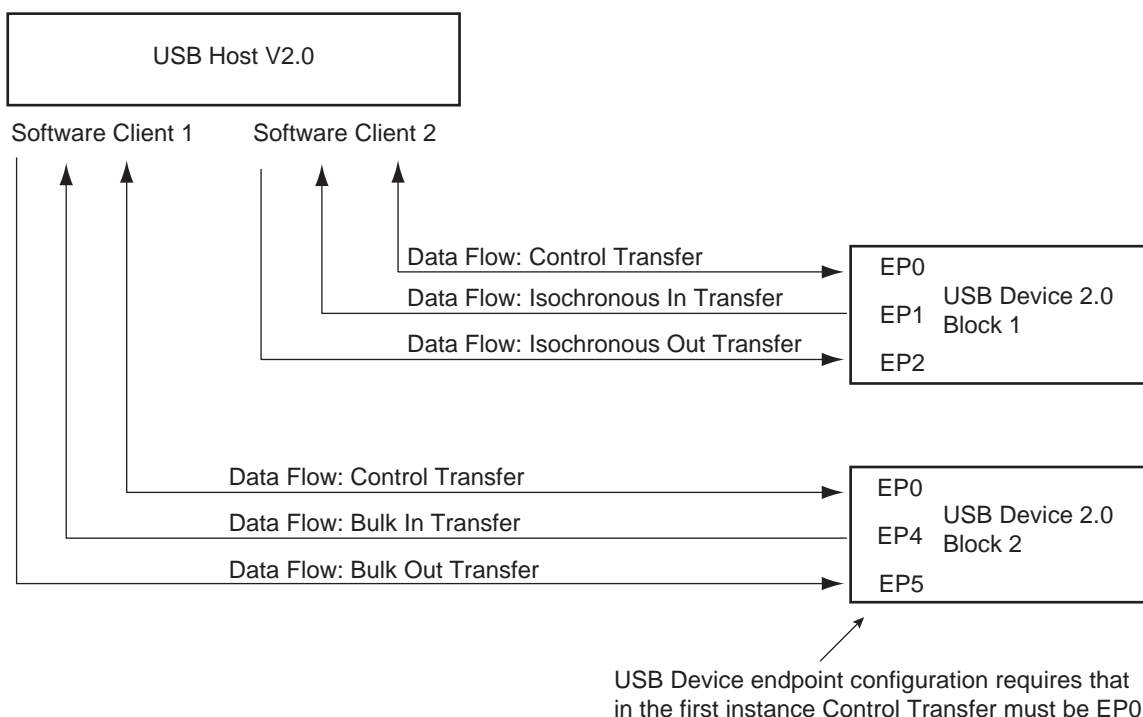 USB Host V2.0
Software Client 1
Software Client 2
Data Flow: Control Transfer
Data Flow: Isochronous In Transfer
Data Flow: Isochronous Out Transfer
EP0
EP1
EP2
USB Device 2.0
Block 1
Data Flow: Control Transfer
Data Flow: Bulk In Transfer
Data Flow: Bulk Out Transfer
EP0
EP4
EP5
USB Device 2.0
Block 2
USB Device endpoint configuration requires that
in the first instance Control Transfer must be EP0